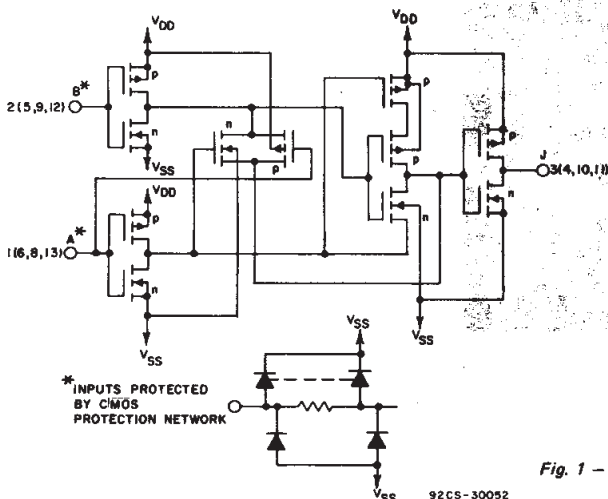 VDD
VDD
B*
p
2(5,9,12)
n
p
p
n
p
p
J
3(4,10,11)
n
VSS
VDD
A*
p
1(6,8,13)
n
n
VSS
VSS
VSS
*INPUTS PROTECTED
BY CMOS
PROTECTION NETWORK
VSS
Fig. 1 –
92CS-30052